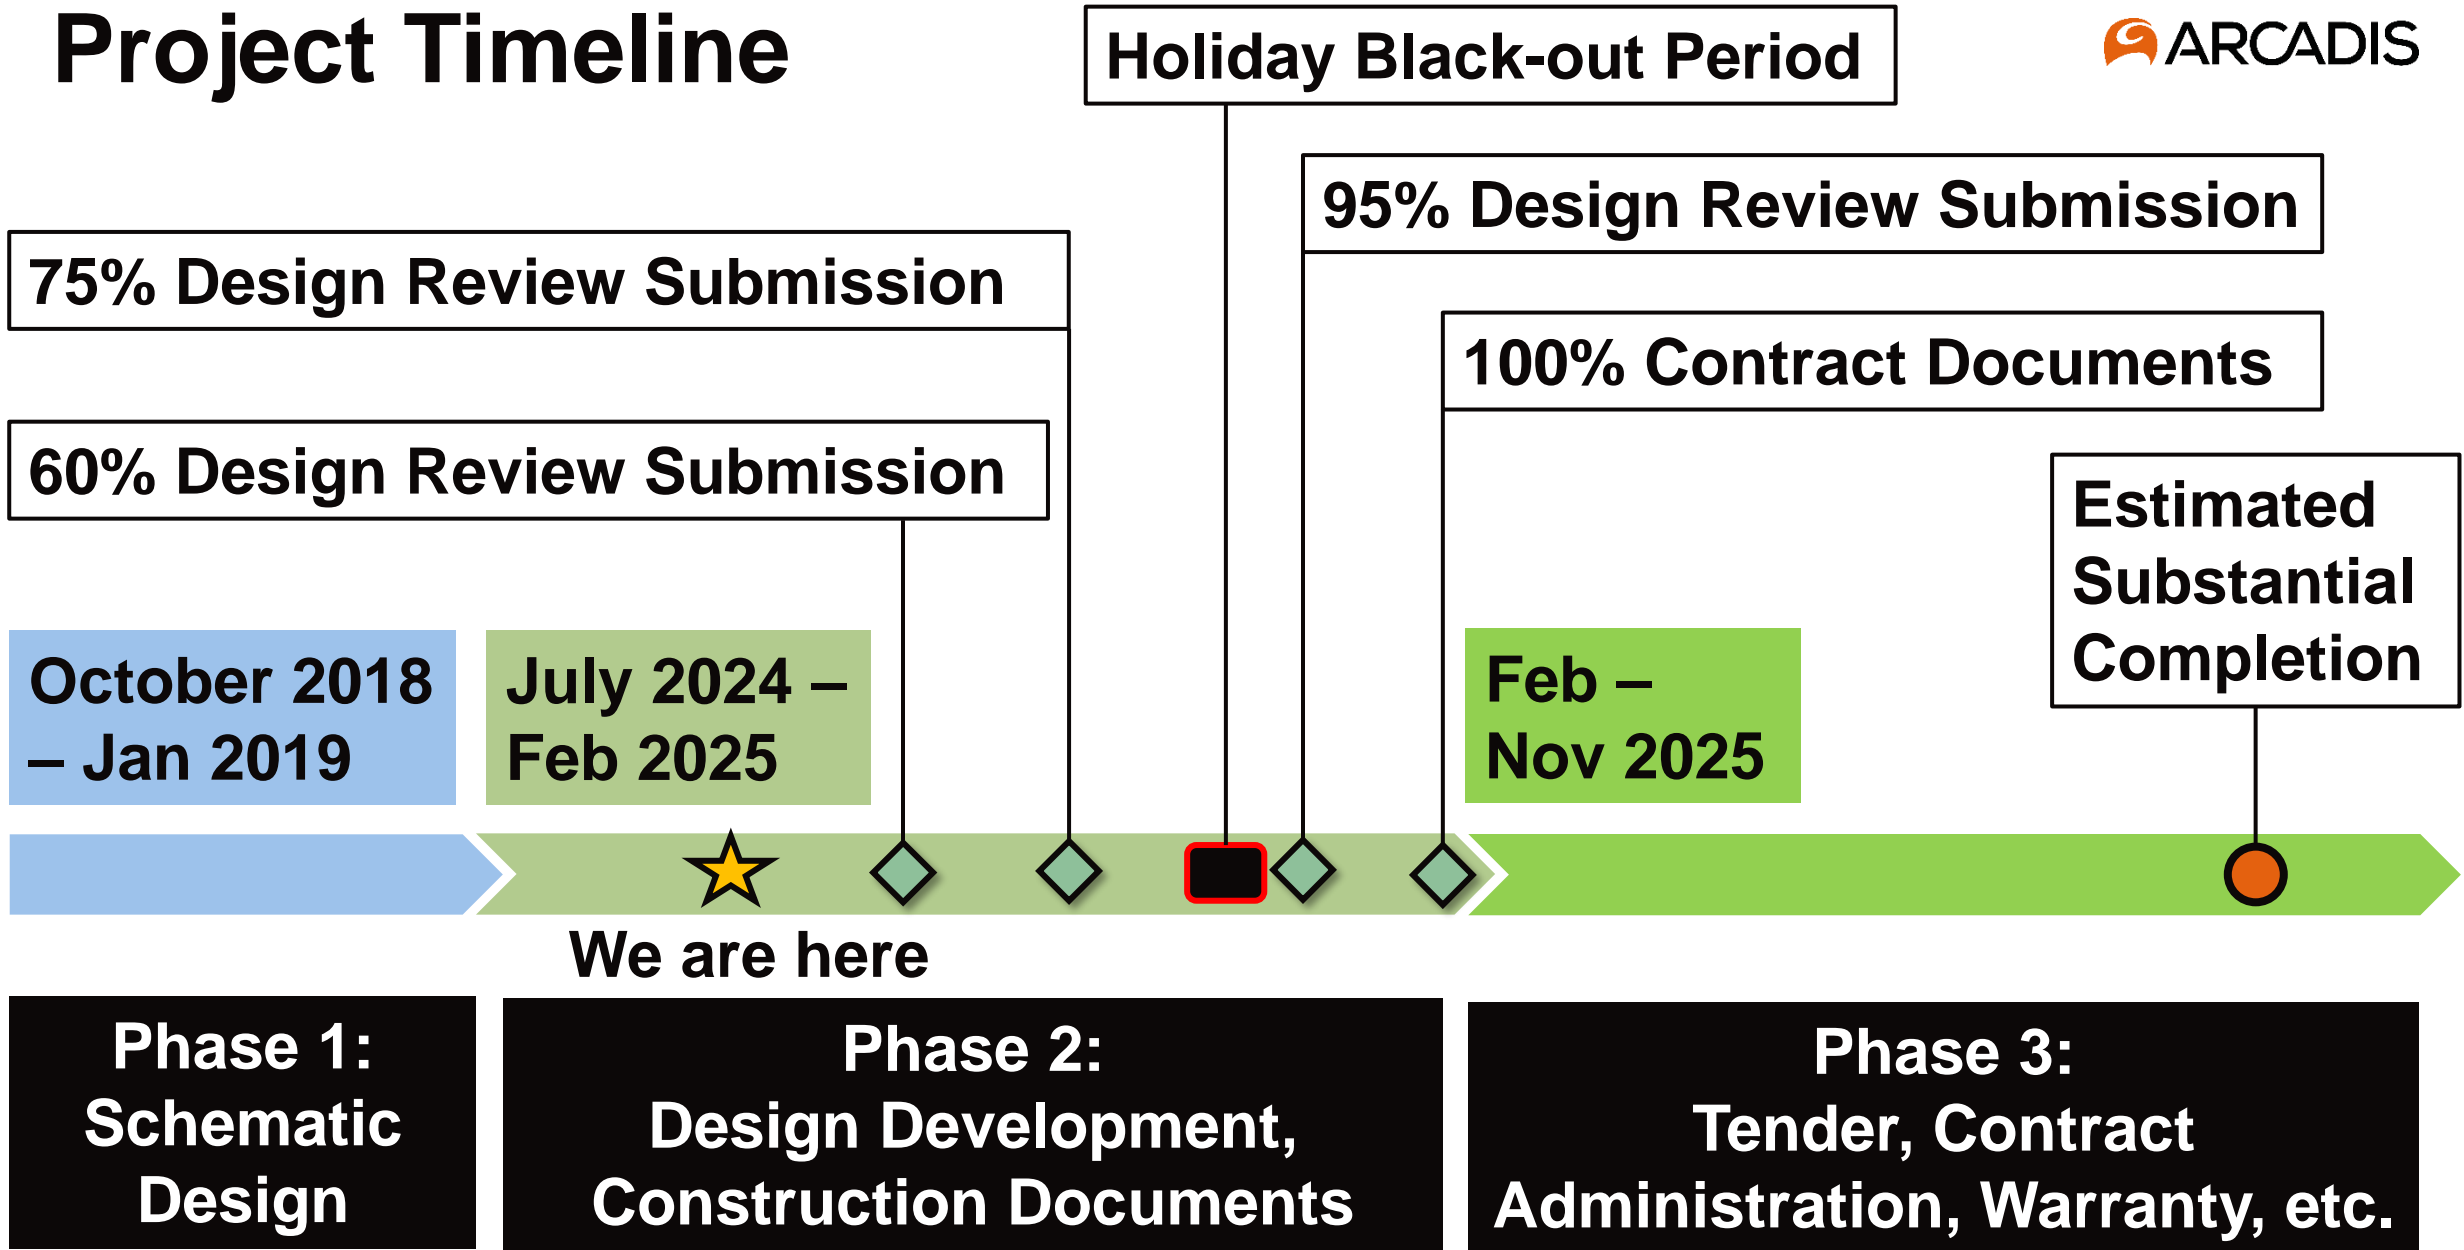 Project Timeline
Holiday Black-out Period
ARCADIS
95% Design Review Submission
75% Design Review Submission
100% Contract Documents
60% Design Review Submission
Estimated
Substantial
Completion
October 2018
– Jan 2019
July 2024 –
Feb 2025
Feb –
Nov 2025
We are here
Phase 1:
Schematic
Design
Phase 2:
Design Development,
Construction Documents
Phase 3:
Tender, Contract
Administration, Warranty, etc.